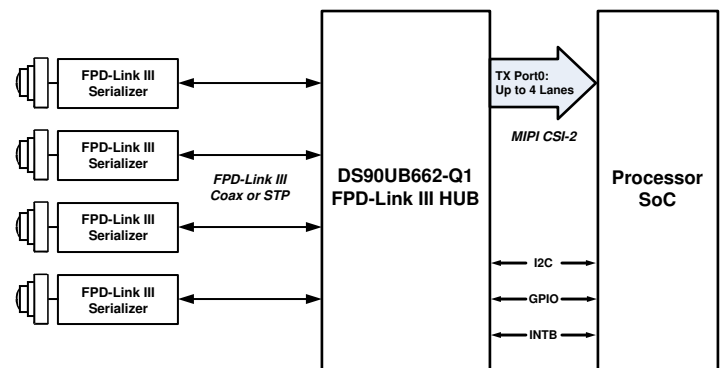 FPD-Link III
Serializer
FPD-Link III
Serializer
FPD-Link III
Serializer
FPD-Link III
Serializer
FPD-Link III
Coax or STP
DS90UB662-Q1
FPD-Link III HUB
TX Port0:
Up to 4 Lanes
MIPI CSI-2
I2C
GPIO
INTB
Processor
SoC